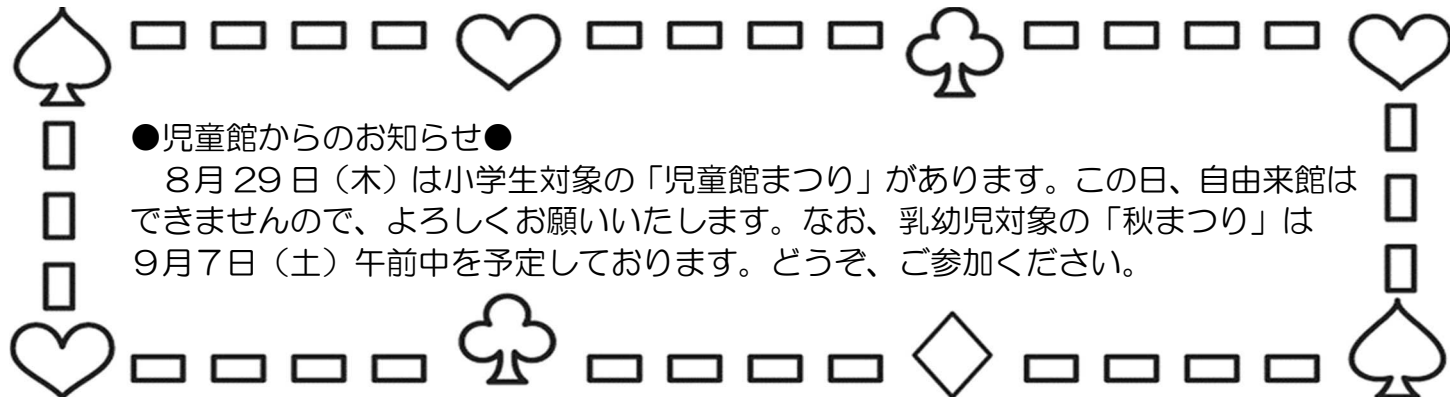 ●児童館からのお知らせ●
　８月 29 日（木）は小学生対象の「児童館まつり」があります。この日、自由来館は
できませんので、よろしくお願いいたします。なお、乳幼児対象の「秋まつり」は
９月７日（土）午前中を予定しております。どうぞ、ご参加ください。